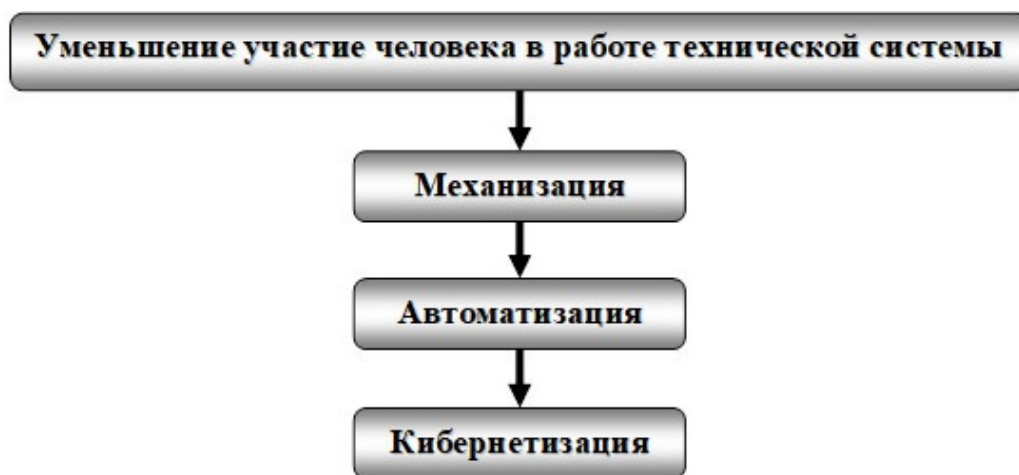 Уменьшение участие человека в работе технической системы
Механизация
Автоматизация
Кибернетизация